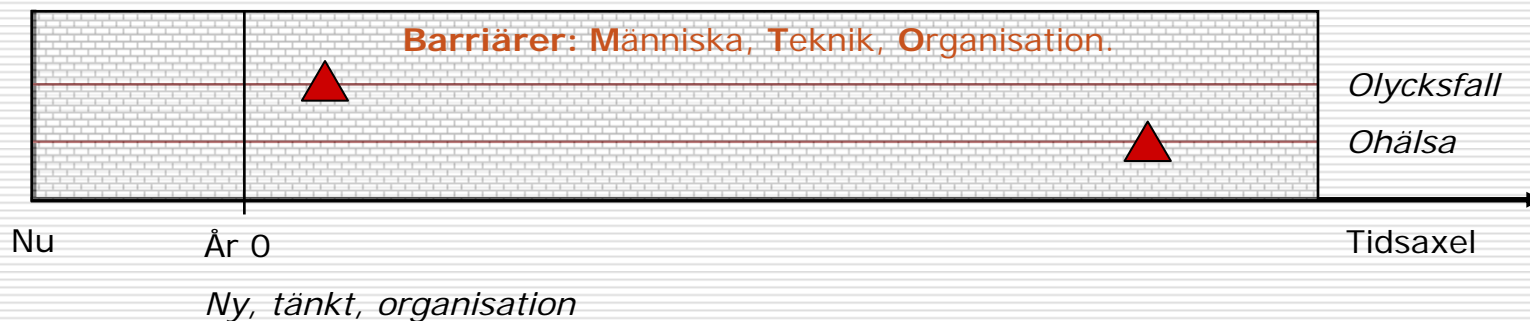 Barriärer: Människa, Teknik, Organisation.
Olycksfall
Ohälsa
Nu
År 0
Tidsaxel
Ny, tänkt, organisation